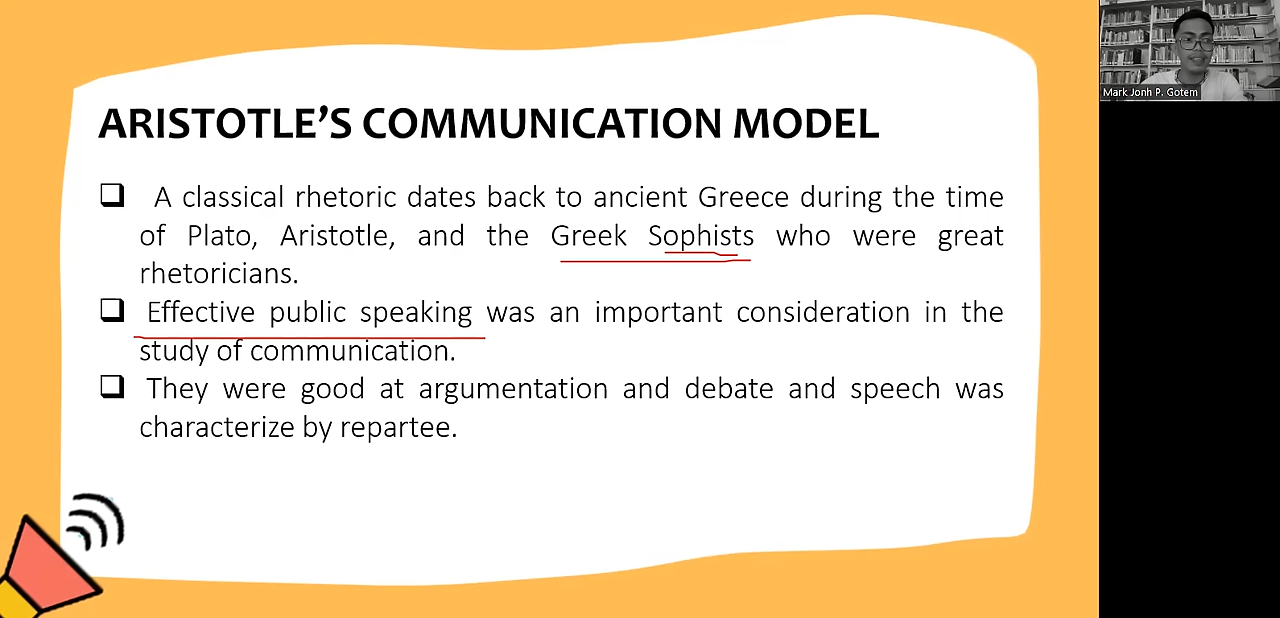 ARISTOTLE'S COMMUNICATION MODEL
A classical rhetoric dates back to ancient Greece during the time
of Plato, Aristotle, and the Greek Sophists who were great
rhetoricians.
Effective public speaking was an important consideration in the
study of communication.
They were good at argumentation and debate and speech was
characterize by repartee.
Mark Jonh P. Gotem